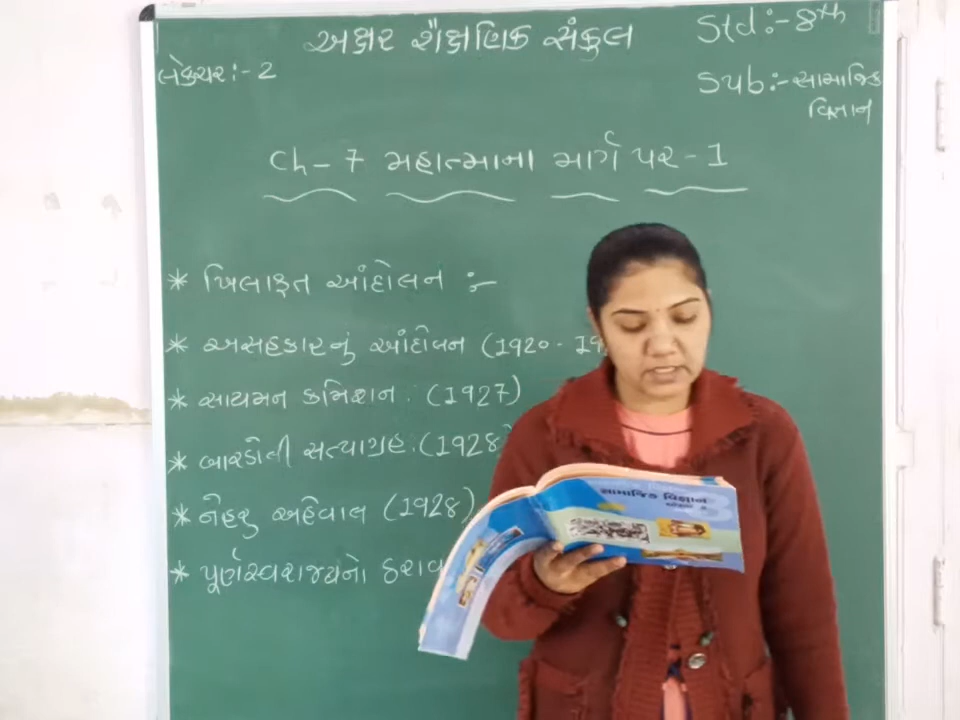 અક્ષર શૈક્ષણિક સંકુલ
Std:- 8th
લેક્ચર :- 2
Sub:- સામાજિક
વિજ્ઞાન
Ch - 7 મહાત્માના માર્ગ પર - 1
* ખિલાફત આંદોલન :-
* અસહકારનું આંદોલન (1920 - 19
* સાયમન કમિશન : (1927)
* બારડોલી સત્યાગ્રહ : (1928)
* નેહરુ અહેવાલ (1928)
* પૂર્ણસ્વરાજ્યનો ઠરાવ
સામાજિક વિજ્ઞાન